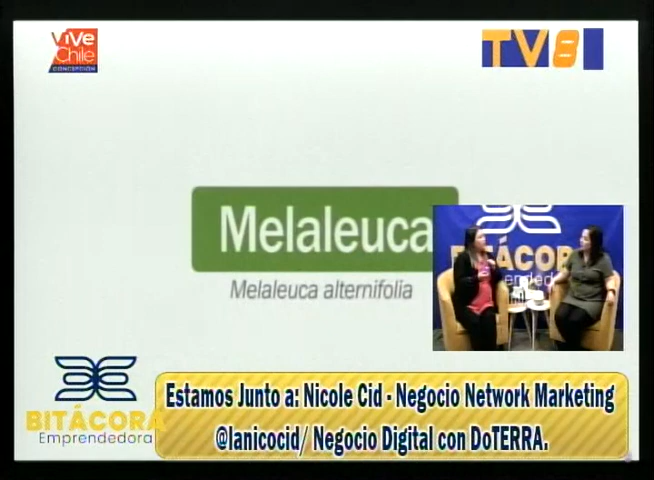 ViVe
Chile
CONCEPCIÓN
TV8
Melaleuca
Melaleuca alternifolia
BITÁCORA
BITÁCORA
Emprendedora
Estamos Junto a: Nicole Cid - Negocio Network Marketing
@lanicocid/ Negocio Digital con DoTERRA.